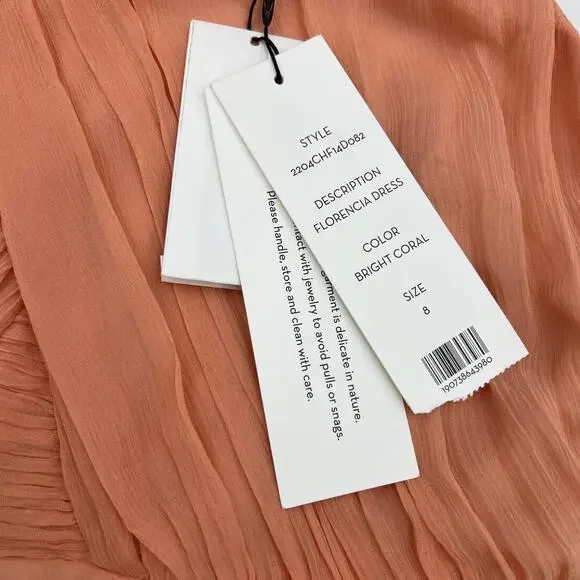 STYLE
2204CHF14D082
DESCRIPTION
FLORENCIA DRESS
COLOR
BRIGHT CORAL
SIZE
8
190738643980
garment is delicate in nature.
with jewelry to avoid pulls or snags.
Please handle, store and clean with care.